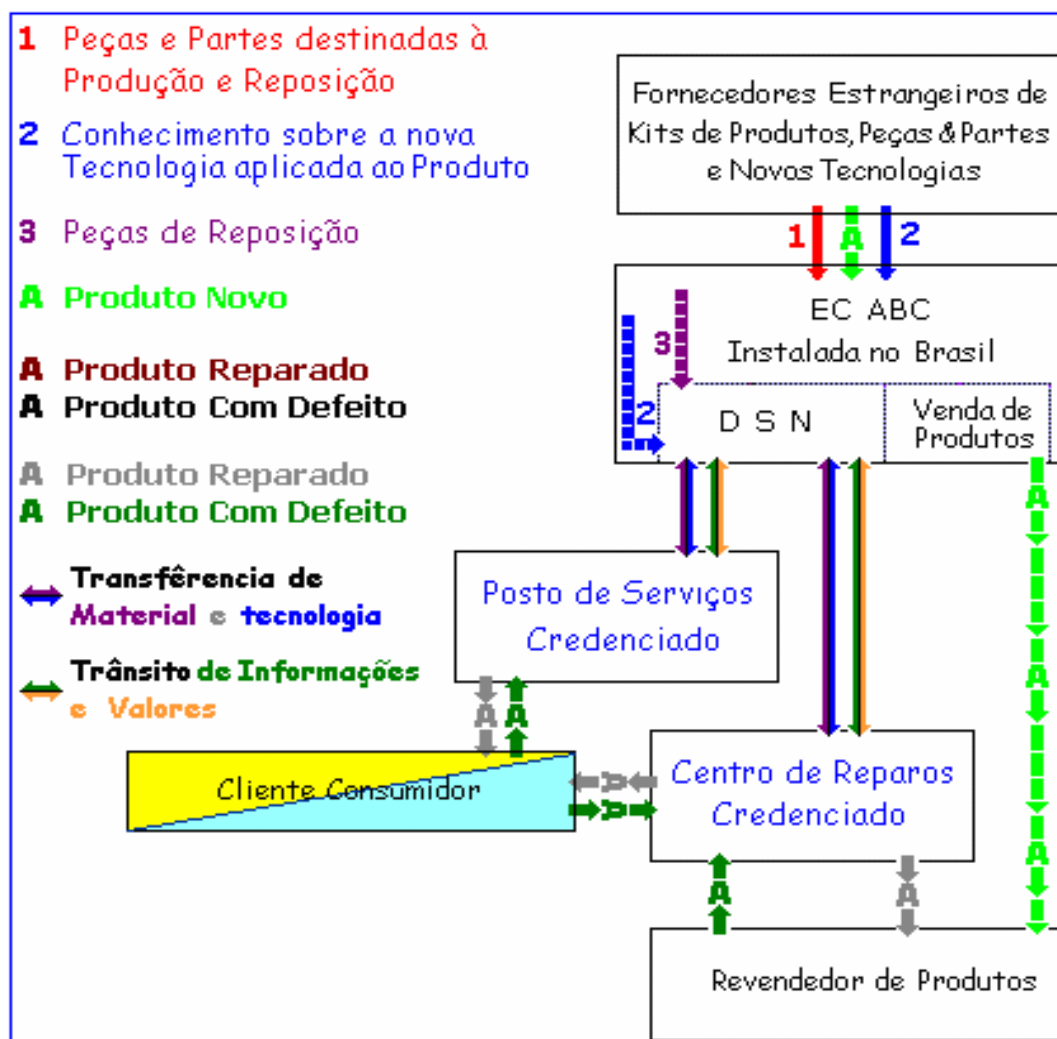 1 Peças e Partes destinadas à
Produção e Reposição
2 Conhecimento sobre a nova
Tecnologia aplicada ao Produto
3 Peças de Reposição
A Produto Novo
A Produto Reparado
A Produto Com Defeito
A Produto Reparado
A Produto Com Defeito
Transfêrencia de
Material e tecnologia
Trânsito de Informações
e Valores
Fornecedores Estrangeiros de
Kits de Produtos, Peças & Partes
e Novas Tecnologias
1 A 2
EC ABC
Instalada no Brasil
3
2
D S N
Venda de
Produtos
A
Posto de Serviços
Credenciado
A
A A
Cliente Consumidor
A
A
Centro de Reparos
Credenciado
A
A A
Revendedor de Produtos